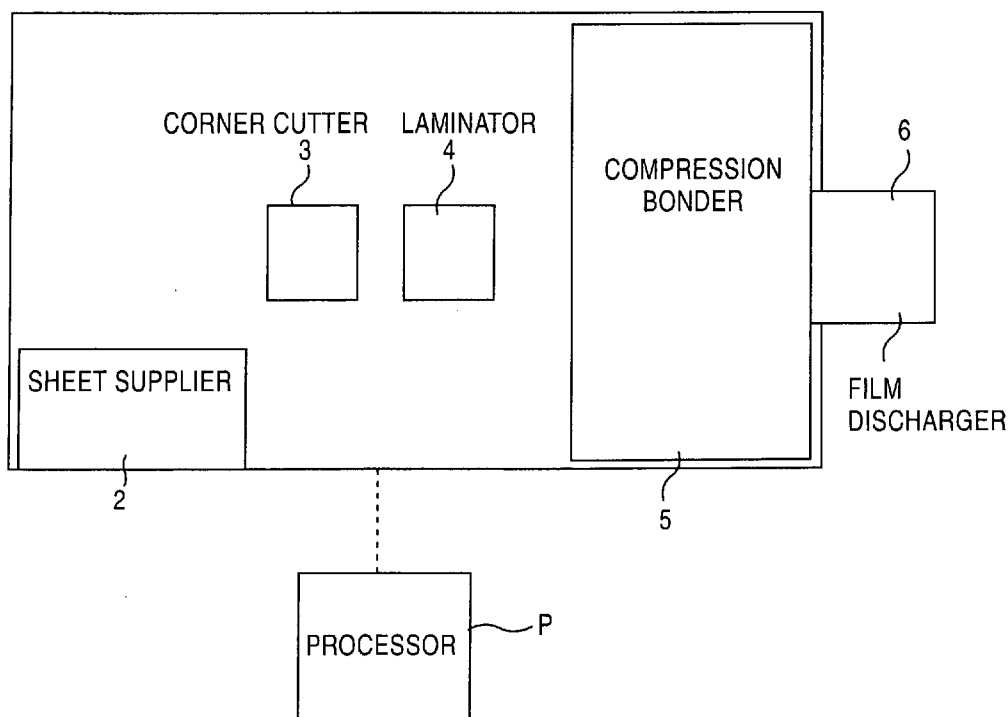 CORNER CUTTER
3
LAMINATOR
4
COMPRESSION
BONDER
6
SHEET SUPPLIER
FILM
DISCHARGER
2
5
PROCESSOR
P